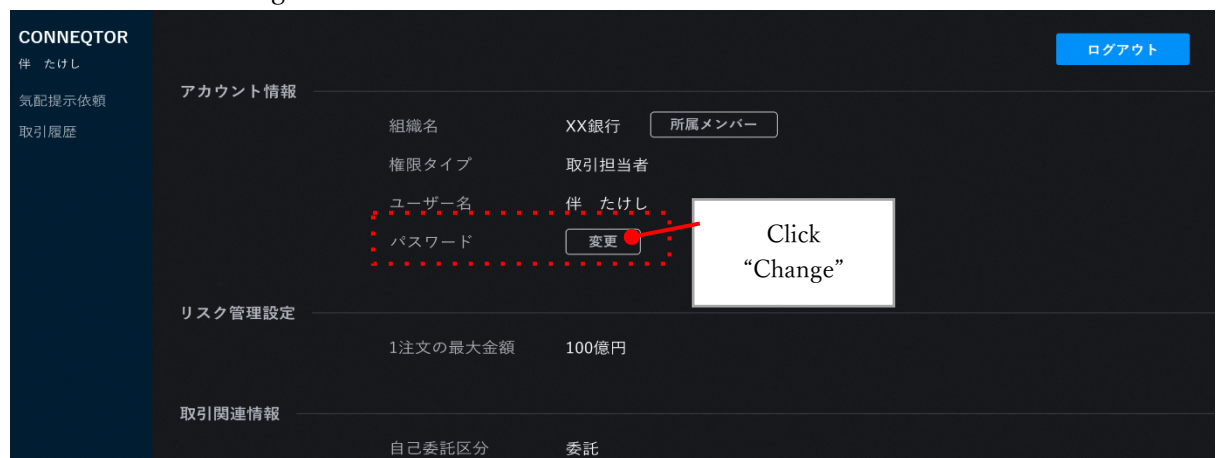 CONNEQTOR
伴 たけし
気配提示依頼
取引履歴
ログアウト
アカウント情報
組織名 XX銀行 所属メンバー
権限タイプ 取引担当者
ユーザー名 伴 たけし
パスワード 変更
Click
“Change”
リスク管理設定
1注文の最大金額 100億円
取引関連情報
自己委託区分 委託